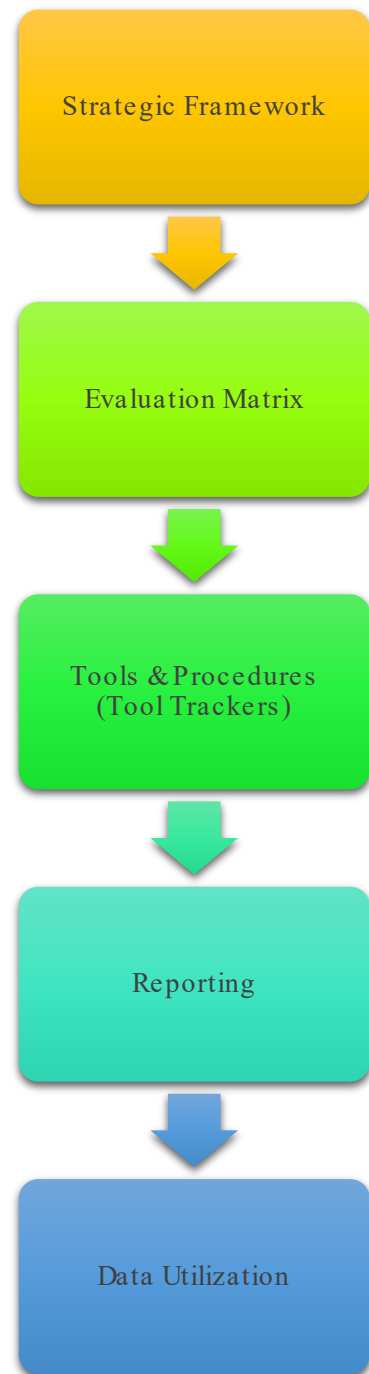 Strategic Framework
Evaluation Matrix
Tools & Procedures
(Tool Trackers)
Reporting
Data Utilization